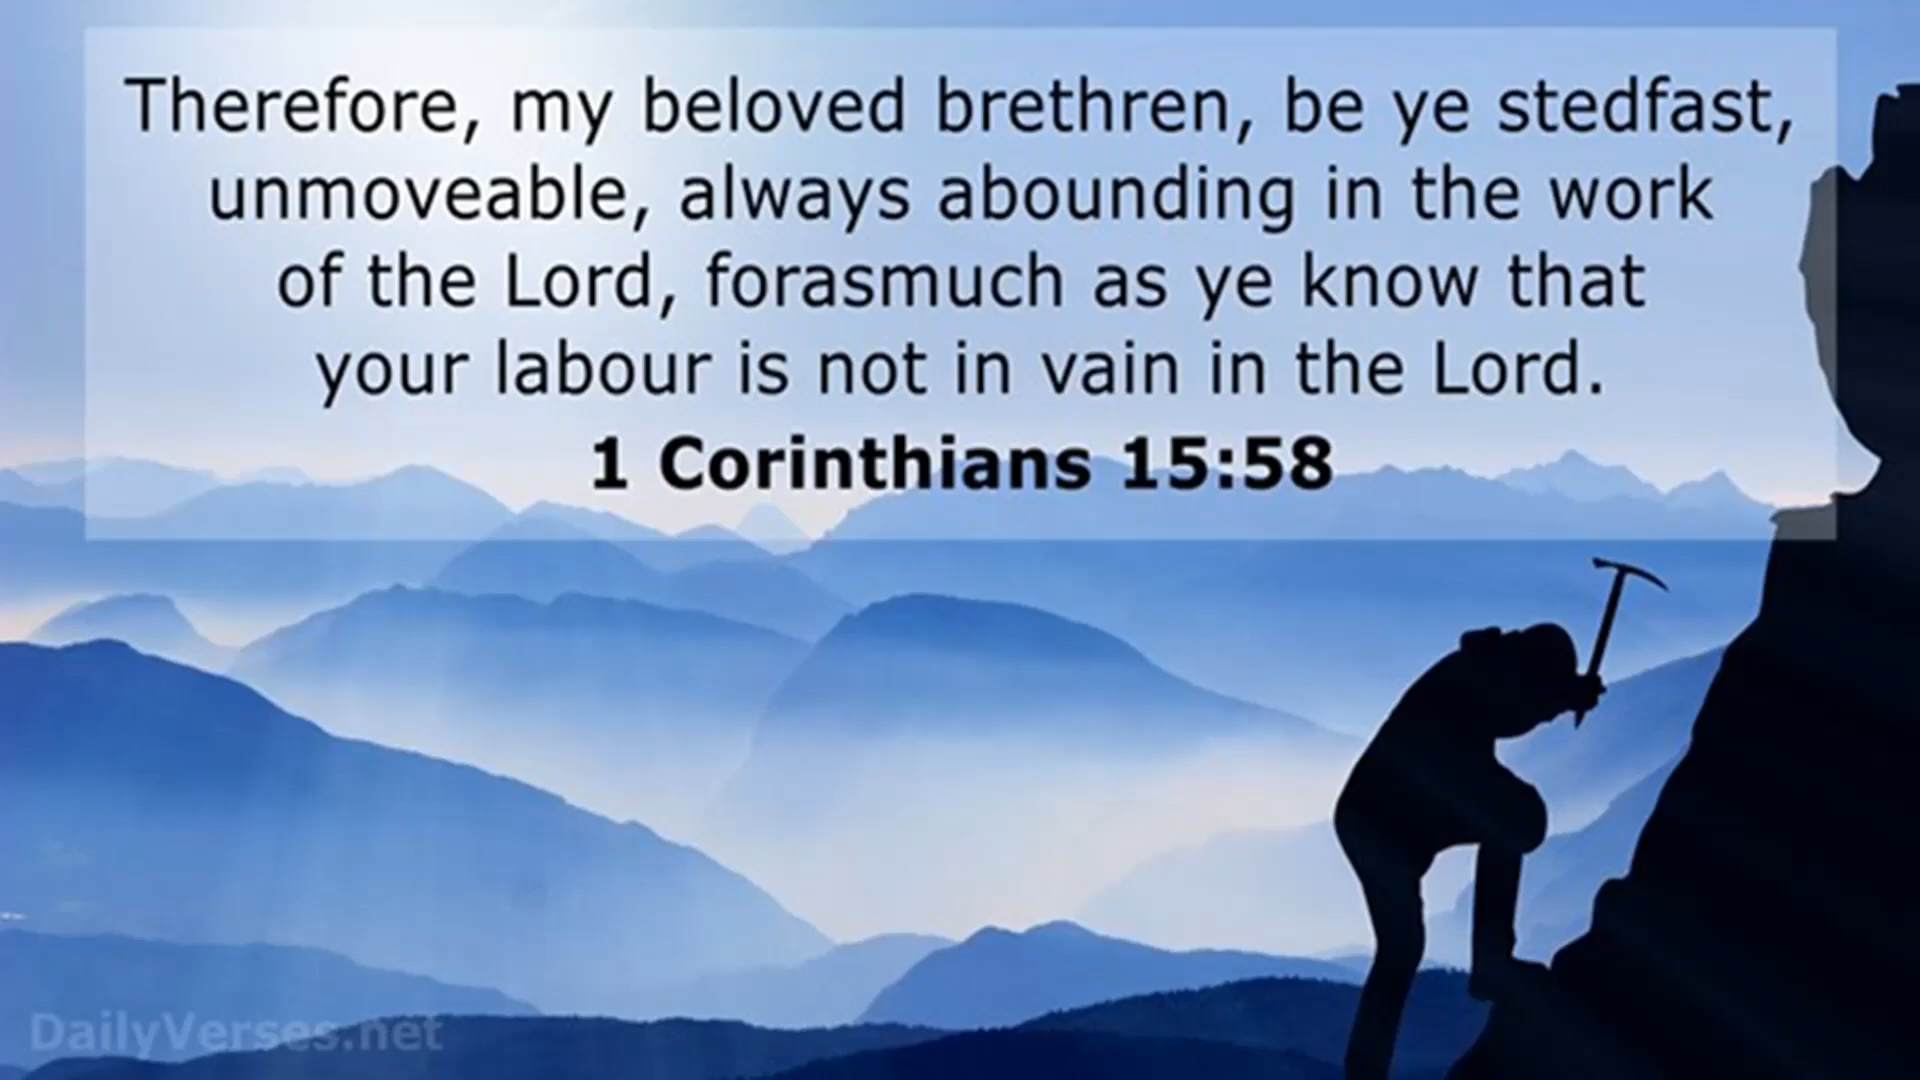 Therefore, my beloved brethren, be ye stedfast,
unmoveable, always abounding in the work
of the Lord, forasmuch as ye know that
your labour is not in vain in the Lord.
1 Corinthians 15:58
DailyVerses.net